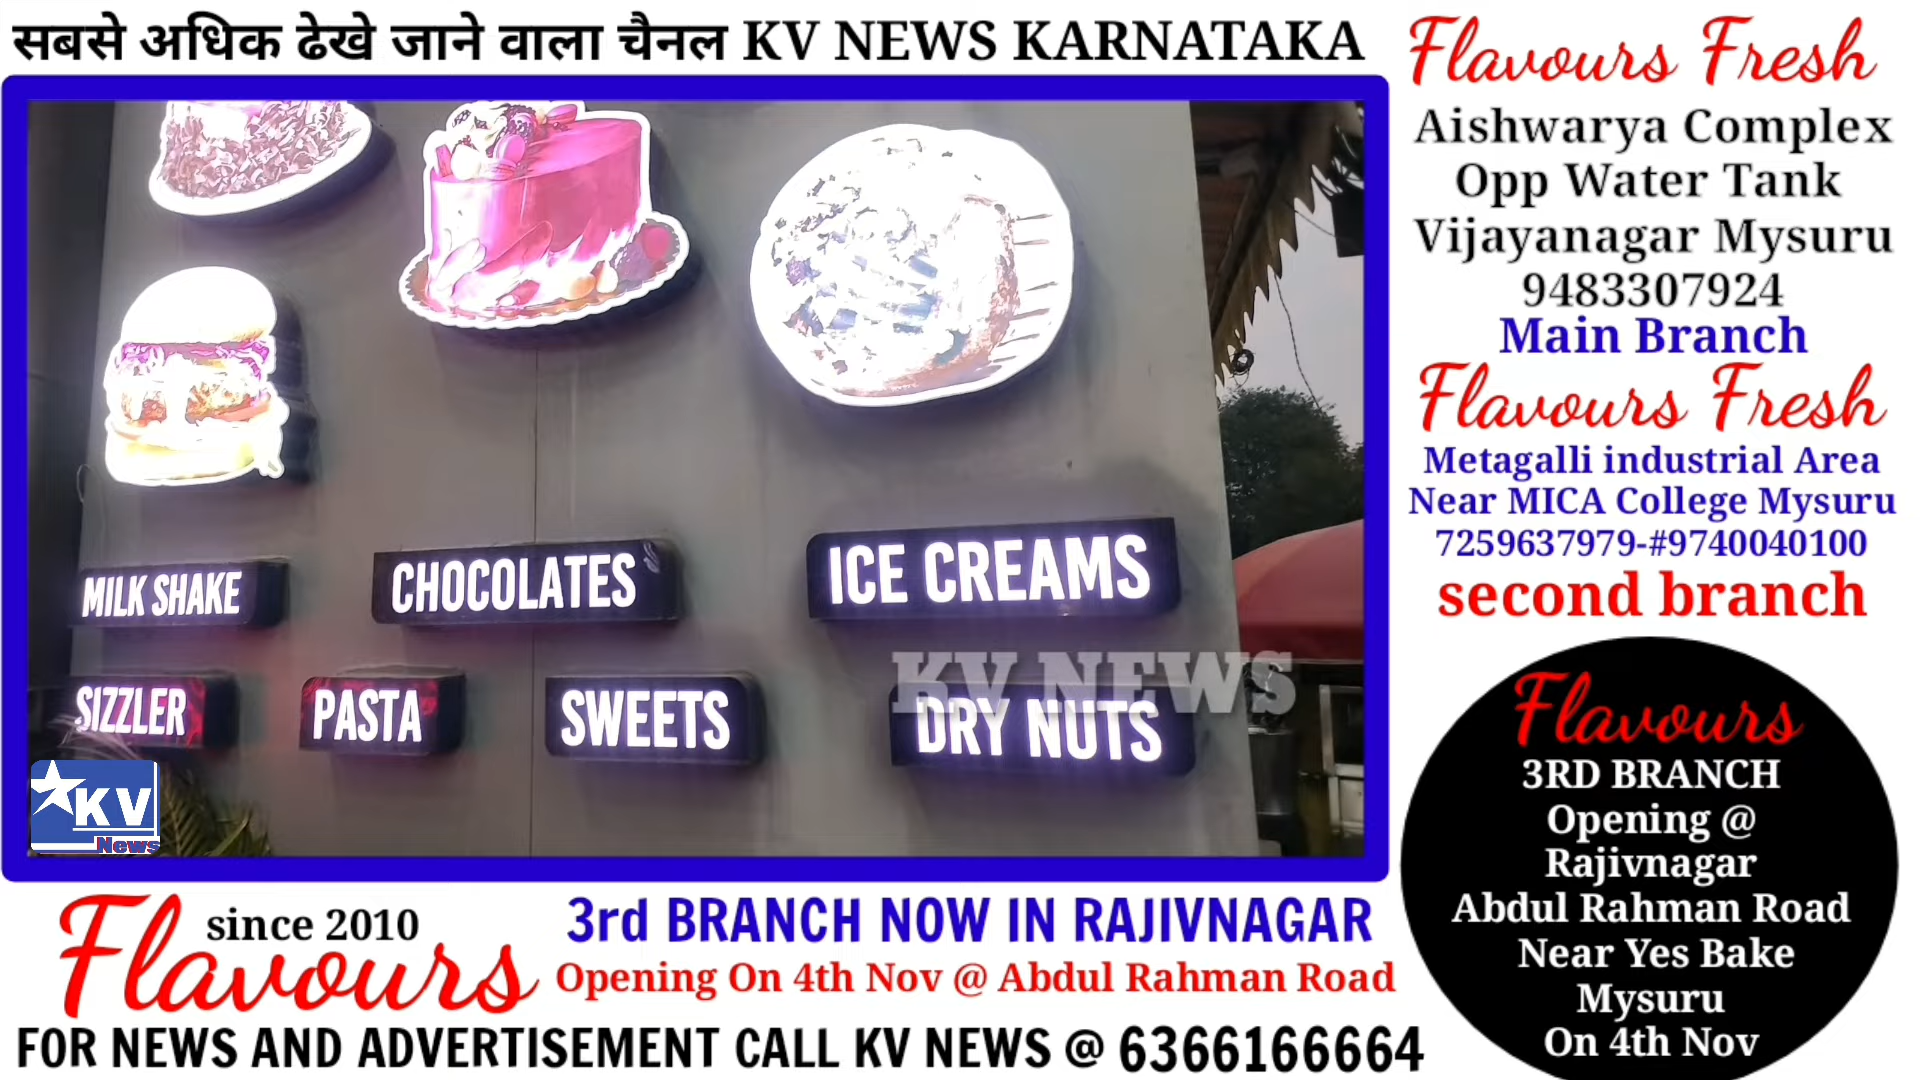 सबसे अधिक ढेखे जाने वाला चैनल KV NEWS KARNATAKA
MILK SHAKE
CHOCOLATES
ICE CREAMS
SIZZLER
PASTA
SWEETS
DRY NUTS
KV NEWS
KV
News
Flavours Fresh
Aishwarya Complex
Opp Water Tank
Vijayanagar Mysuru
9483307924
Main Branch
Flavours Fresh
Metagalli industrial Area
Near MICA College Mysuru
7259637979-#9740040100
second branch
Flavours
3RD BRANCH
Opening @
Rajivnagar
Abdul Rahman Road
Near Yes Bake
Mysuru
On 4th Nov
since 2010
Flavours
3rd BRANCH NOW IN RAJIVNAGAR
Opening On 4th Nov @ Abdul Rahman Road
FOR NEWS AND ADVERTISEMENT CALL KV NEWS @ 6366166664